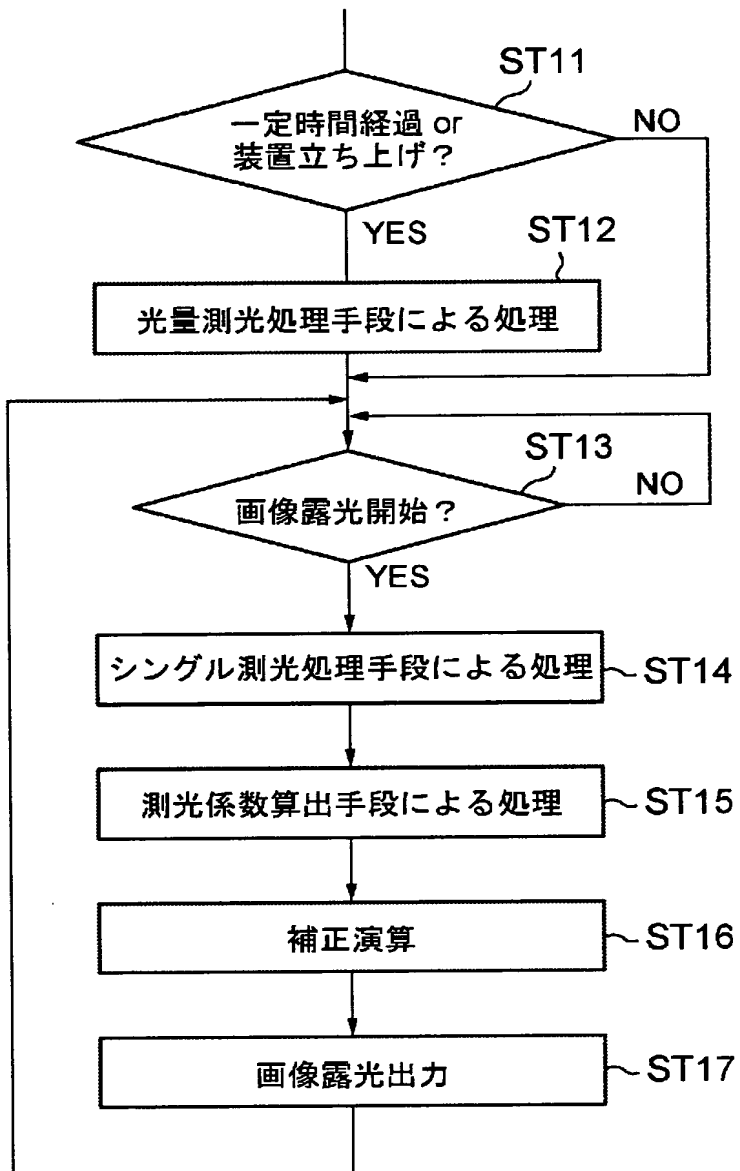 ST11
一定時間経過 or
装置立ち上げ？
NO
YES
ST12
光量測光処理手段による処理
ST13
画像露光開始？
NO
YES
シングル測光処理手段による処理
ST14
測光係数算出手段による処理
ST15
補正演算
ST16
画像露光出力
ST17